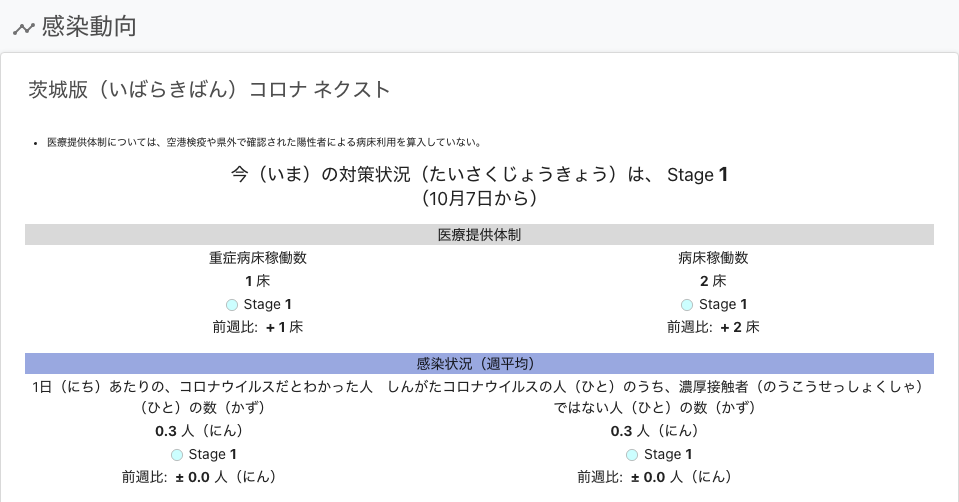 感染動向
茨城版（いばらきばん）コロナ ネクスト
• 医療提供体制については、空港検疫や県外で確認された陽性者による病床利用を算入していない。
今（いま）の対策状況（たいさくじょうきょう）は、 Stage 1
（10月7日から）
医療提供体制
重症病床稼働数
1 床
Stage 1
前週比: + 1 床
病床稼働数
2 床
Stage 1
前週比: + 2 床
感染状況（週平均）
1日（にち）あたりの、コロナウイルスだとわかった人
（ひと）の数（かず）
0.3 人（にん）
Stage 1
前週比: ± 0.0 人（にん）
しんがたコロナウイルスの人（ひと）のうち、濃厚接触者（のうこうせっしょくしゃ）
ではない人（ひと）の数（かず）
0.3 人（にん）
Stage 1
前週比: ± 0.0 人（にん）